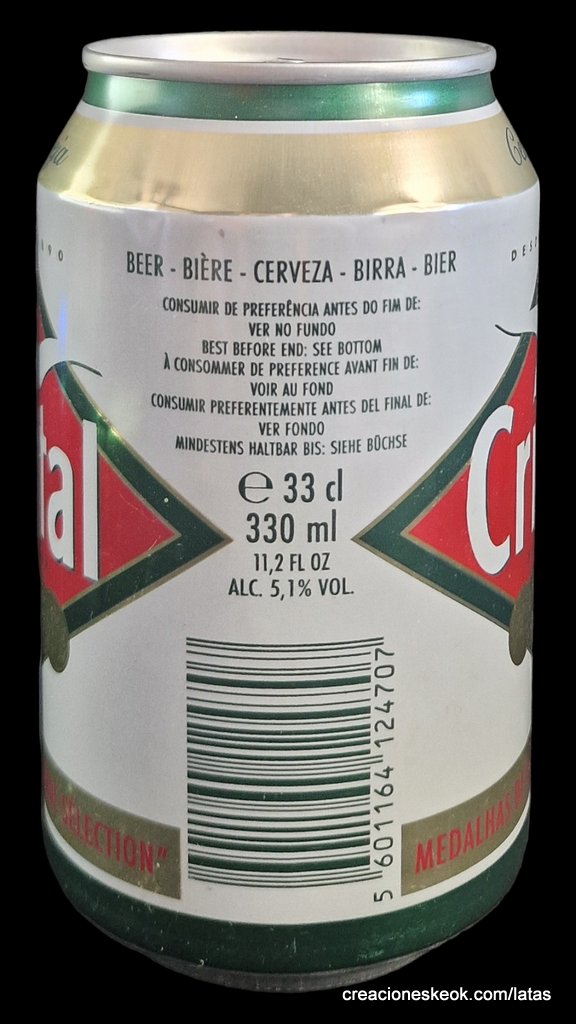 BEER - BIÈRE - CERVEZA - BIRRA - BIER
CONSUMIR DE PREFERÊNCIA ANTES DO FIM DE:
VER NO FUNDO
BEST BEFORE END: SEE BOTTOM
À CONSOMMER DE PREFERENCE AVANT FIN DE:
VOIR AU FOND
CONSUMIR PREFERENTEMENTE ANTES DEL FINAL DE:
VER FONDO
MINDESTENS HALTBAR BIS: SIEHE BÜCHSE
tal
Cri
℮ 33 cl
330 ml
11,2 FL OZ
ALC. 5,1% VOL.
5 601164 124707
SÉLECTION"
MEDALHAS
creacioneskeok.com/latas